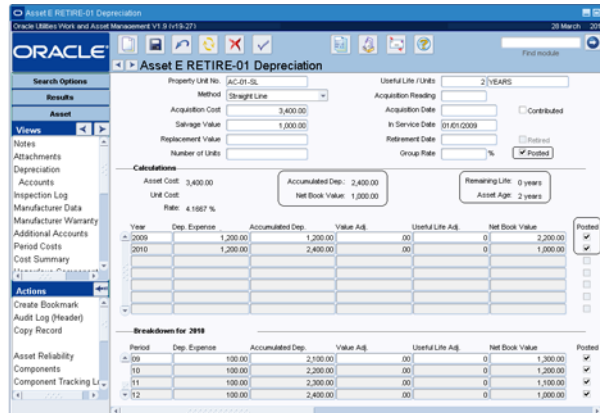 Asset E RETIRE-01 Depreciation
Oracle Utilities Work and Asset Management V1.9 (v19-27)
28 March
ORACLE
Find module
Asset E RETIRE-01 Depreciation
Search Options
Results
Asset
Views
Notes
Attachments
Depreciation
Accounts
Inspection Log
Manufacturer Data
Manufacturer Warranty
Additional Accounts
Period Costs
Cost Summary
Actions
Create Bookmark
Audit Log (Header)
Copy Record
Asset Reliability
Components
Component Tracking
Property Unit No. AC-01-SL Useful Life / Units 2 YEARS
Method Straight Line Acquisition Reading
Acquisition Cost 3,400.00 Acquisition Date Contributed
Salvage Value 1,000.00 In Service Date 01/01/2009
Replacement Value Retirement Date Retired
Number of Units Group Rate % Posted
Calculations
Asset Cost: 3,400.00 Accumulated Dep.: 2,400.00 Remaining Life: 0 years
Unit Cost: Net Book Value: 1,000.00 Asset Age: 2 years
Rate: 4.1667 %
Year Dep. Expense Accumulated Dep. Value Adj. Useful Life Adj. Net Book Value Posted
2009 1,200.00 1,200.00 .00 0 2,200.00
2010 1,200.00 2,400.00 .00 0 1,000.00
Breakdown for 2010
Period Dep. Expense Accumulated Dep. Value Adj. Useful Life Adj. Net Book Value Posted
09 100.00 2,100.00 .00 0 1,300.00
10 100.00 2,200.00 .00 0 1,200.00
11 100.00 2,300.00 .00 0 1,100.00
12 100.00 2,400.00 .00 0 1,000.00